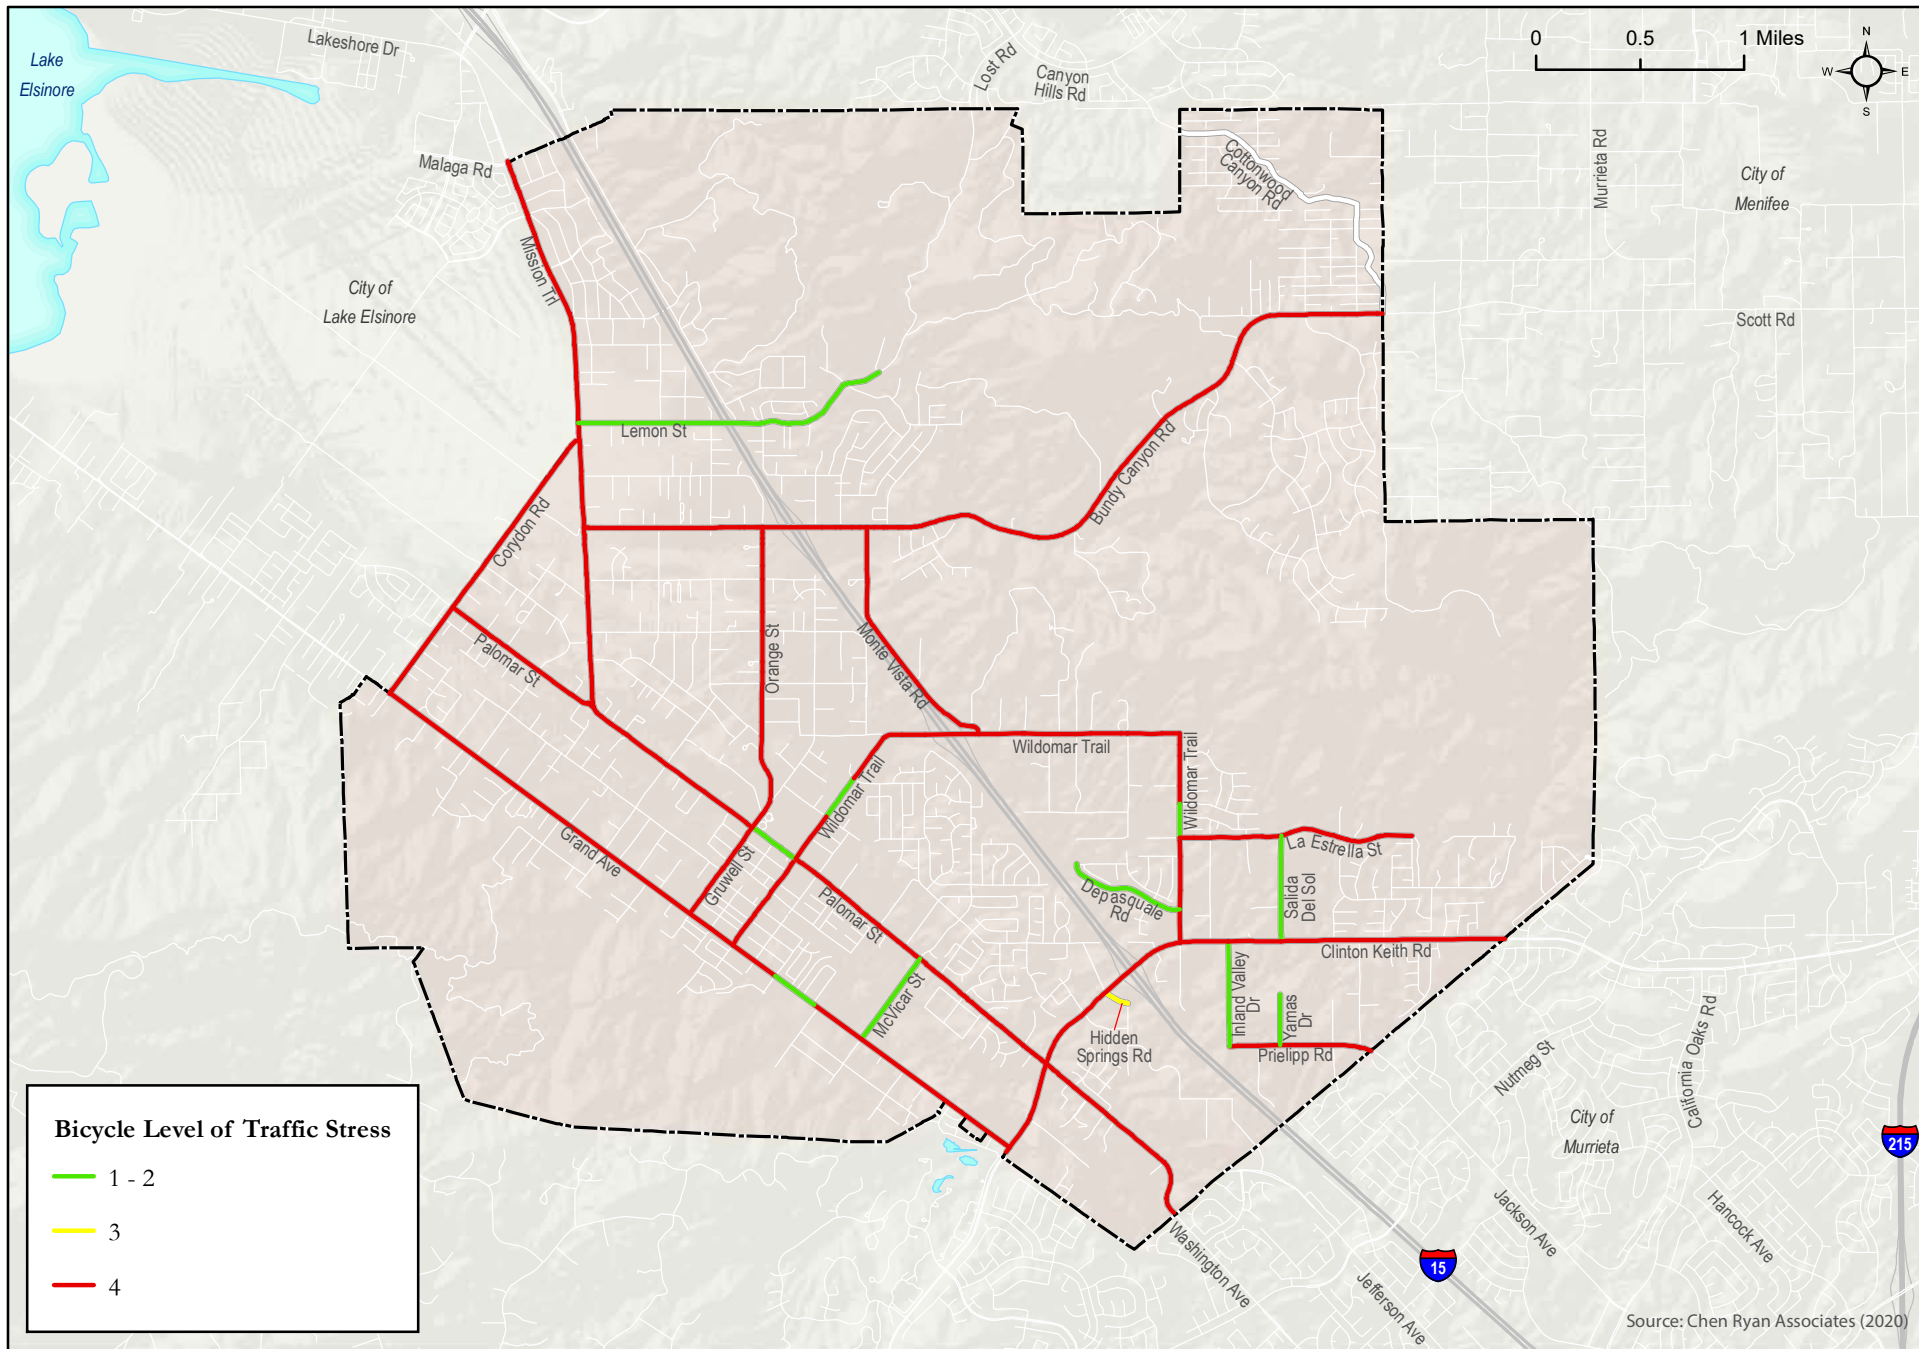 Lake
Elsinore
Lakeshore Dr
Lost Rd
Canyon
Hills Rd
0 0.5 1 Miles
N
W E
S
Malaga Rd
Cottonwood
Canyon Rd
Murrieta Rd
City of
Menifee
Mission Trl
City of
Lake Elsinore
Scott Rd
Lemon St
Bundy Canyon Rd
Corydon Rd
Palomar St
Orange St
Monte Vista Rd
Wildomar Trail
Wildomar Trail
Wildomar Trail
Grand Ave
Gruwell St
La Estrella St
Salida
Del Sol
Depasquale
Rd
Palomar St
Clinton Keith Rd
McVicar St
Inland Valley
Dr
Yamas
Dr
Hidden
Springs Rd
Prielipp Rd
California Oaks Rd
Nutmeg St
City of
Murrieta
215
Bicycle Level of Traffic Stress
1 - 2
3
4
Jackson Ave
Hancock Ave
Washington Ave
15
Jefferson Ave
Source: Chen Ryan Associates (2020)